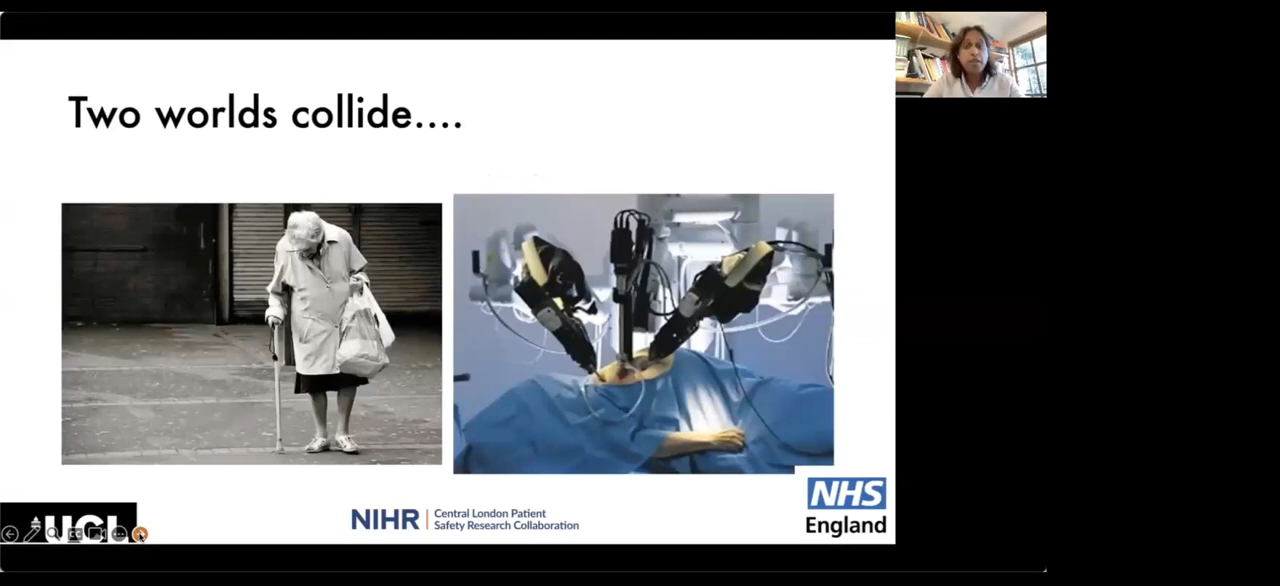 Two worlds collide....
UCL
NIHR | Central London Patient
Safety Research Collaboration
NHS
England